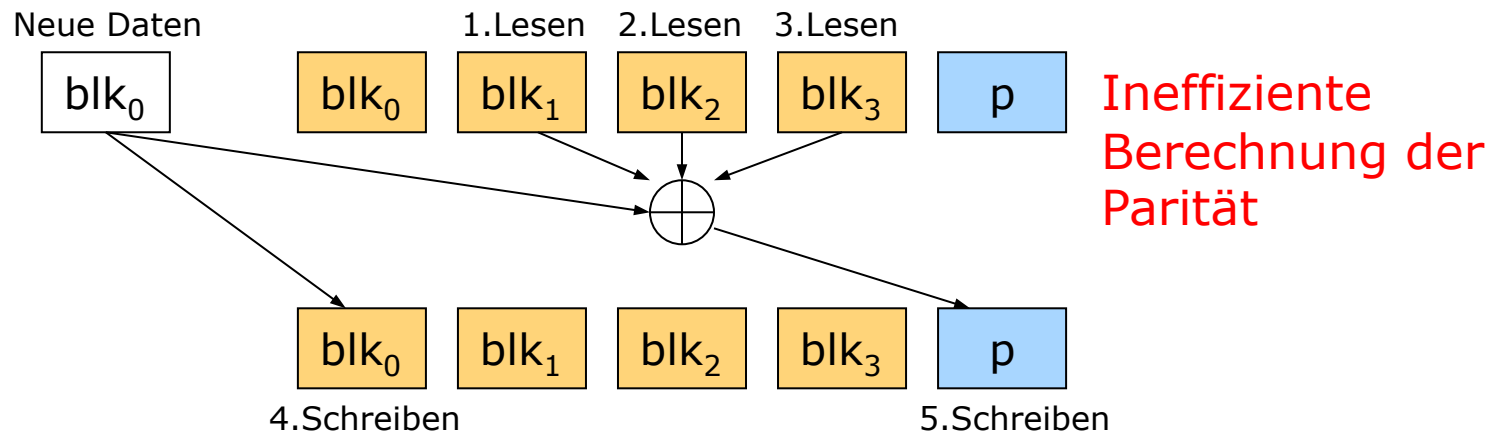 Neue Daten 1.Lesen 2.Lesen 3.Lesen
blk₀ blk₀ blk₁ blk₂ blk₃ p
Ineffiziente
Berechnung der
Parität
blk₀ blk₁ blk₂ blk₃ p
4.Schreiben 5.Schreiben